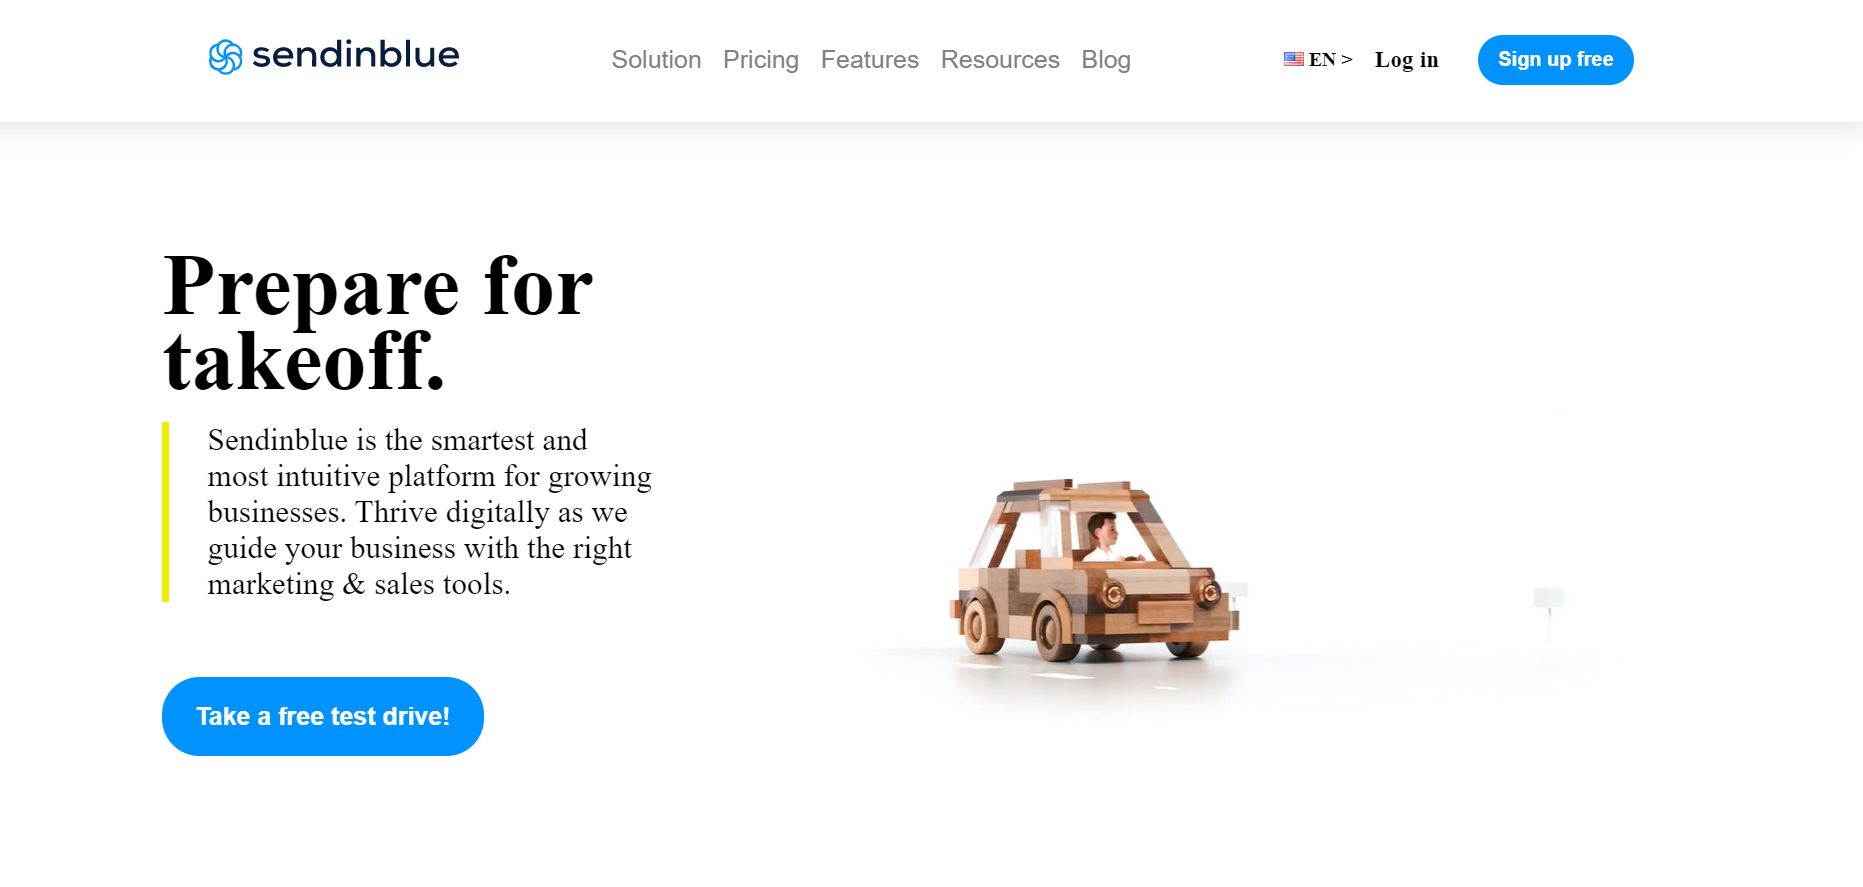 sendinblue
Solution Pricing Features Resources Blog
EN > Log in
Sign up free
Prepare for
takeoff.
Sendinblue is the smartest and
most intuitive platform for growing
businesses. Thrive digitally as we
guide your business with the right
marketing & sales tools.
Take a free test drive!